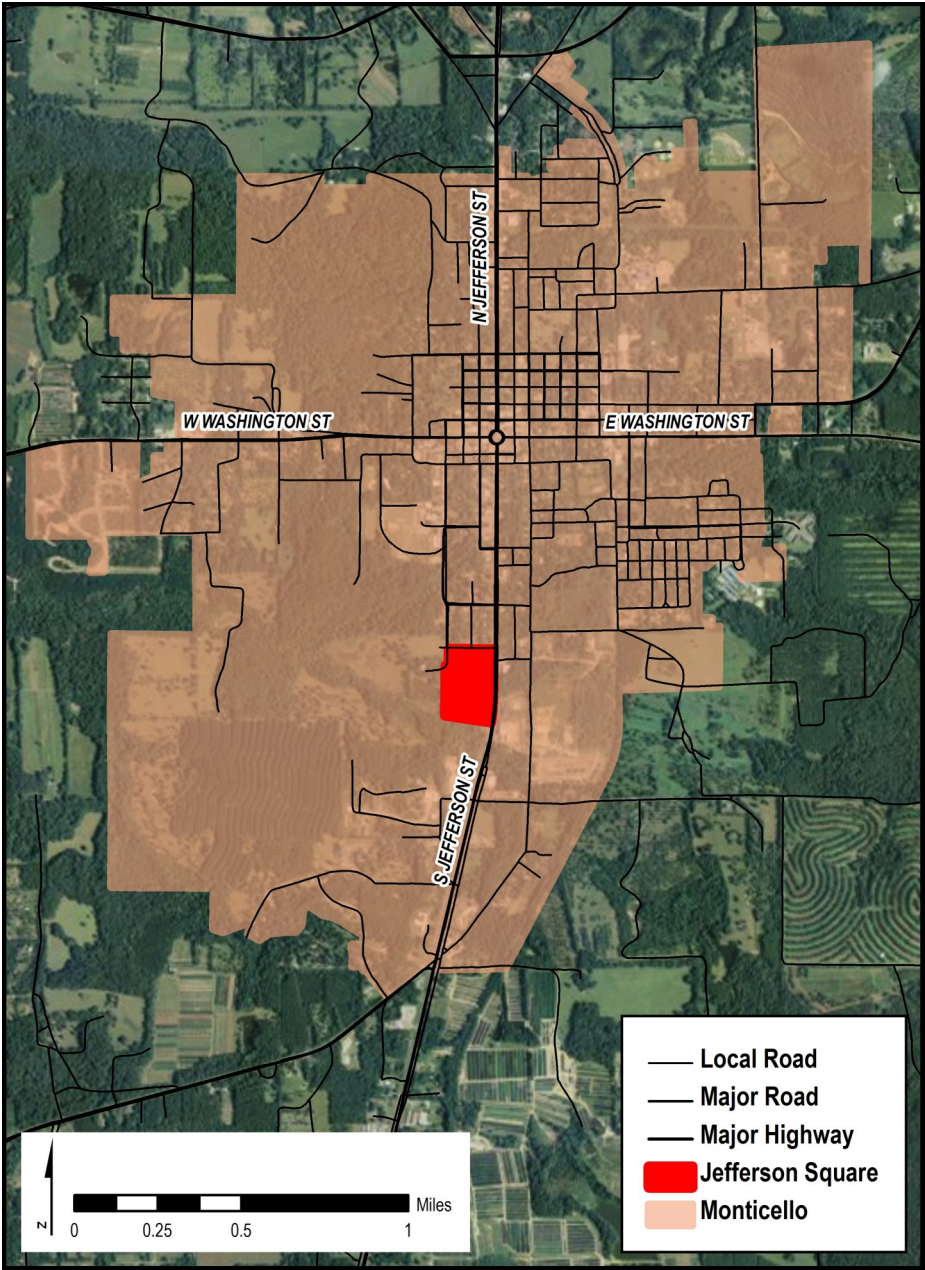 N JEFFERSON ST
W WASHINGTON ST
E WASHINGTON ST
S JEFFERSON ST
Local Road
Major Road
Major Highway
Jefferson Square
Monticello
N
Miles
0 0.25 0.5 1